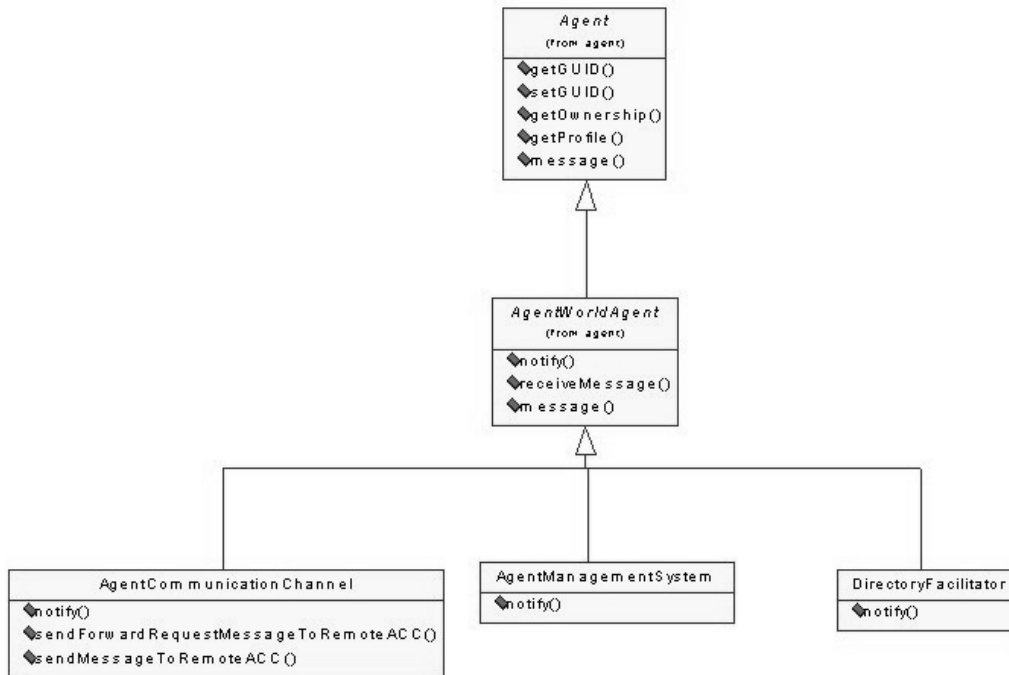 Agent
(from agent)
getGUID()
setGUID()
getOwnership()
getProfile()
message()
AgentWorldAgent
(from agent)
notify()
receiveMessage()
message()
AgentCommunicationChannel
notify()
sendForwardRequestMessageToRemoteACC()
sendMessageToRemoteACC()
AgentManagementSystem
notify()
DirectoryFacilitator
notify()